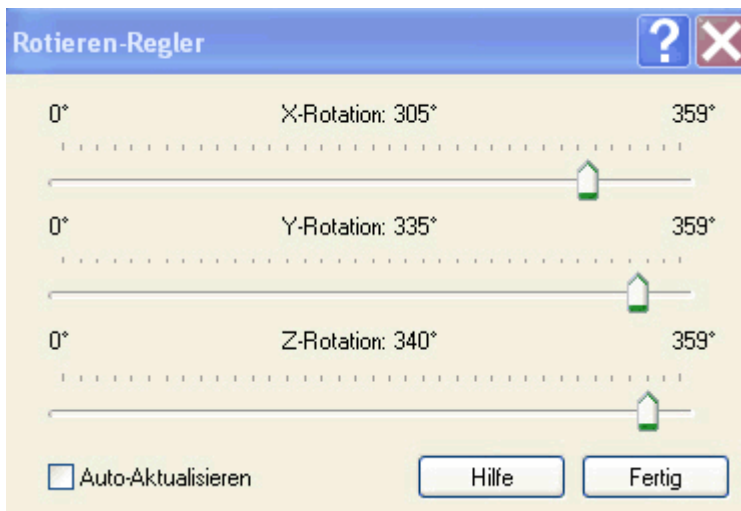 Rotieren-Regler
0° X-Rotation: 305° 359°
0° Y-Rotation: 335° 359°
0° Z-Rotation: 340° 359°
Auto-Aktualisieren Hilfe Fertig